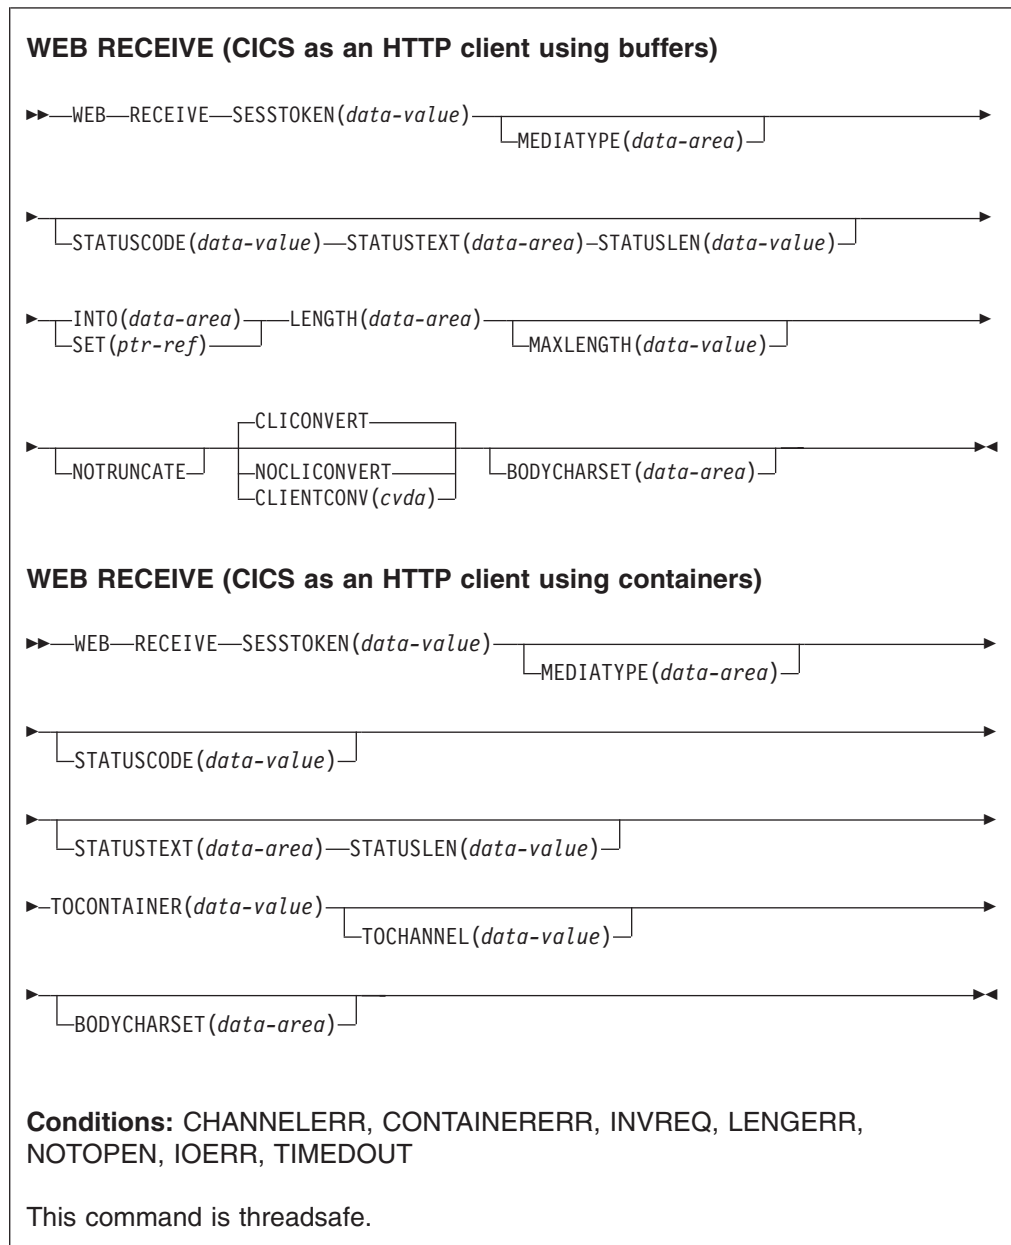 WEB RECEIVE (CICS as an HTTP client using buffers)
WEB RECEIVE SESSTOKEN(data-value)
MEDIATYPE(data-area)
STATUSCODE(data-value) STATUSTEXT(data-area) STATUSLEN(data-value)
INTO(data-area) LENGTH(data-area)
SET(ptr-ref) MAXLENGTH(data-value)
CLICONVERT
NOTRUNCATE NOCLICONVERT BODYCHARSET(data-area)
CLIENTCONV(cvda)
WEB RECEIVE (CICS as an HTTP client using containers)
WEB RECEIVE SESSTOKEN(data-value)
MEDIATYPE(data-area)
STATUSCODE(data-value)
STATUSTEXT(data-area) STATUSLEN(data-value)
TOCONTAINER(data-value)
TOCHANNEL(data-value)
BODYCHARSET(data-area)
Conditions: CHANNELERR, CONTAINERERR, INVREQ, LENGERR,
NOTOPEN, IOERR, TIMEDOUT
This command is threadsafe.